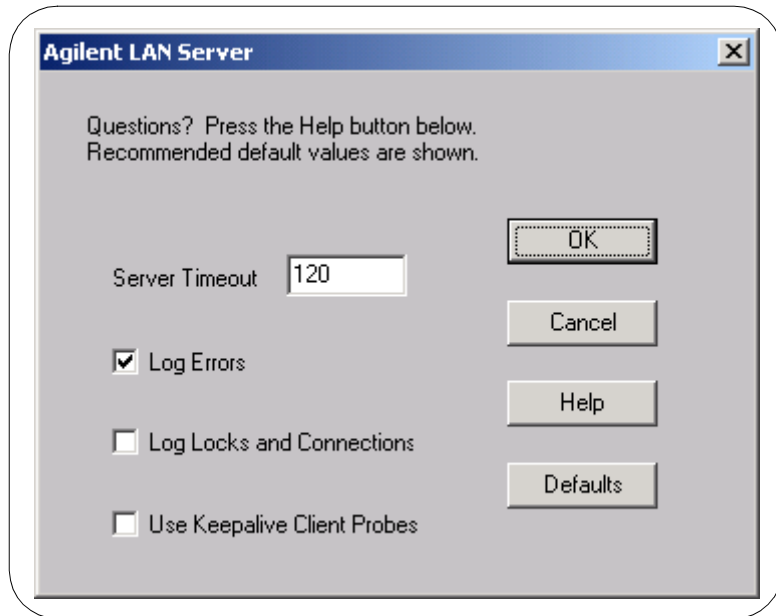 Agilent LAN Server
Questions? Press the Help button below.
Recommended default values are shown.
Server Timeout
120
Log Errors
Log Locks and Connections
Use Keepalive Client Probes
OK
Cancel
Help
Defaults